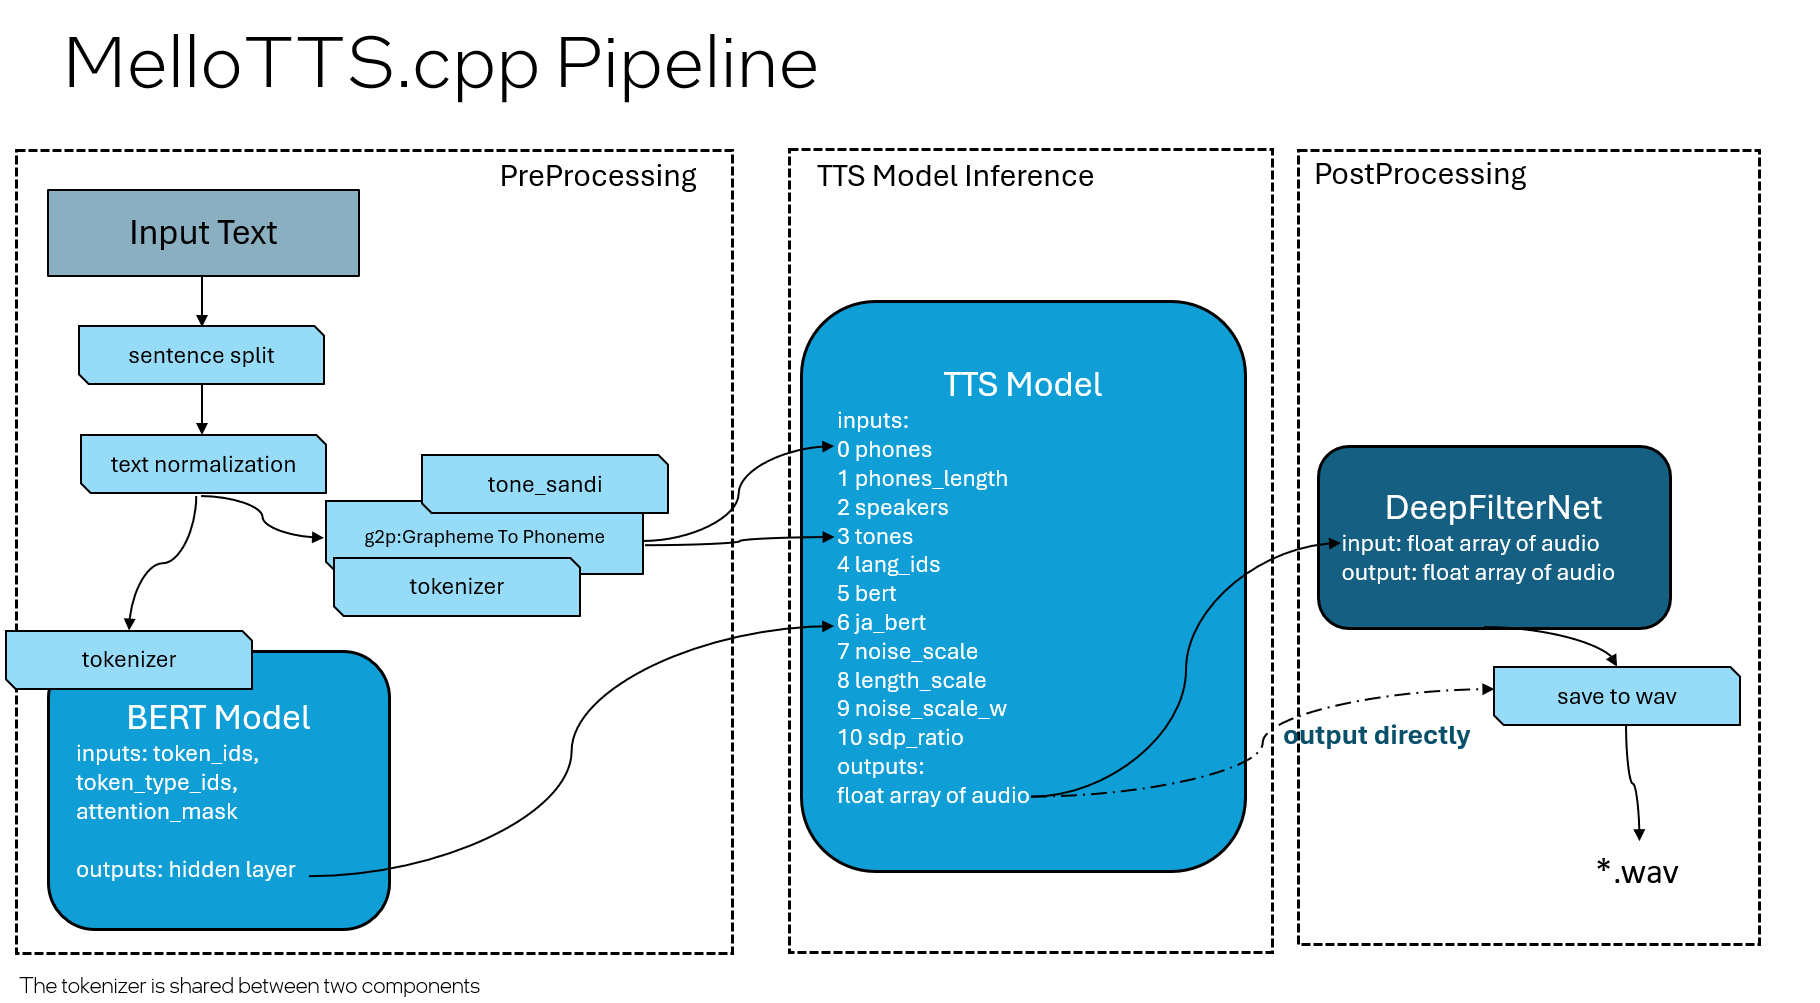 MelloTTS.cpp Pipeline
PreProcessing
Input Text
sentence split
text normalization
tone_sandi
g2p:Grapheme To Phoneme
tokenizer
tokenizer
BERT Model
inputs: token_ids,
token_type_ids,
attention_mask
outputs: hidden layer
TTS Model Inference
TTS Model
inputs:
0 phones
1 phones_length
2 speakers
3 tones
4 lang_ids
5 bert
6 ja_bert
7 noise_scale
8 length_scale
9 noise_scale_w
10 sdp_ratio
outputs:
float array of audio
PostProcessing
DeepFilterNet
input: float array of audio
output: float array of audio
save to wav
output directly
*.wav
The tokenizer is shared between two components